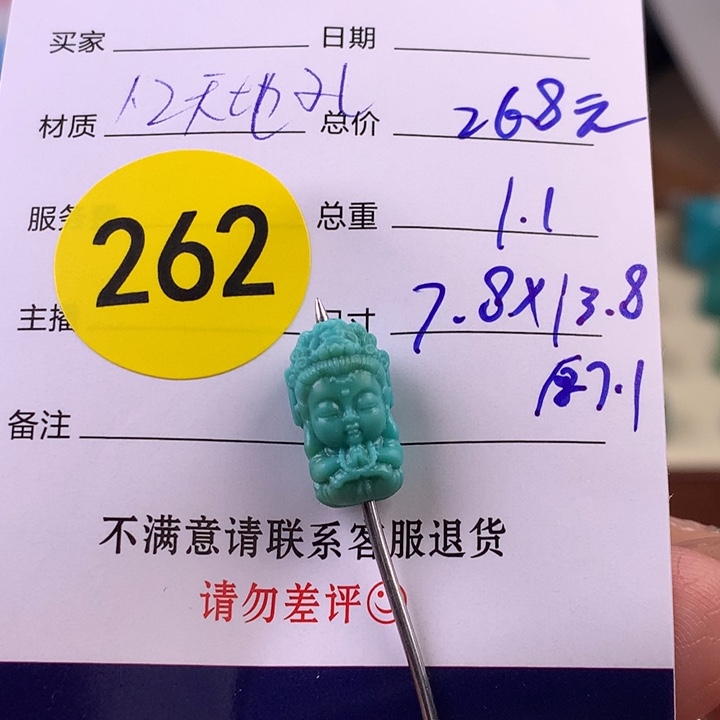 买家 日期
材质 1.2天地孔 总价 268元
服务 262 总重 1.1
主播 尺寸 7.8X13.8
厚7.1
备注
不满意请联系客服退货
请勿差评